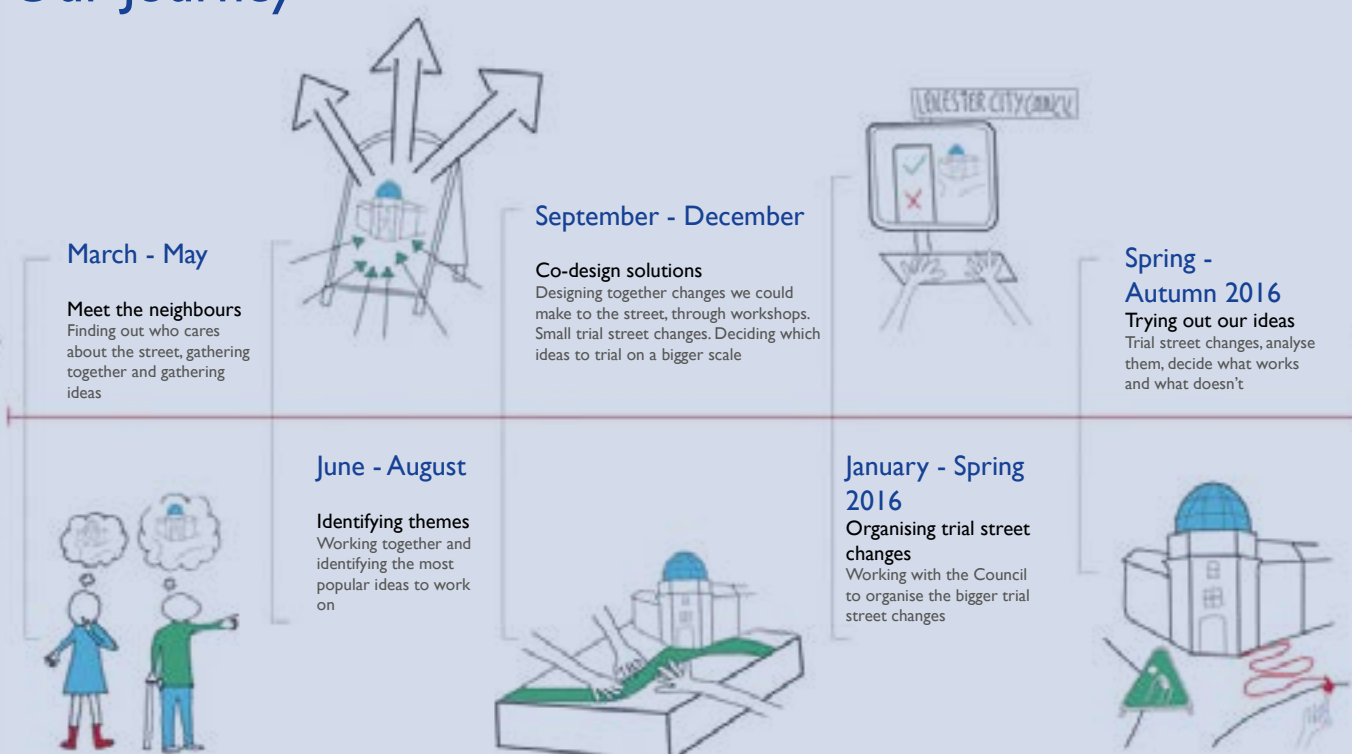 Our Journey
LEICESTER CITY COUNCIL
March - May
Meet the neighbours
Finding out who cares
about the street, gathering
together and gathering
ideas
June - August
Identifying themes
Working together and
identifying the most
popular ideas to work
on
September - December
Co-design solutions
Designing together changes we could
make to the street, through workshops.
Small trial street changes. Deciding which
ideas to trial on a bigger scale
January - Spring
2016
Organising trial street
changes
Working with the Council
to organise the bigger trial
street changes
Spring -
Autumn 2016
Trying out our ideas
Trial street changes, analyse
them, decide what works
and what doesn't